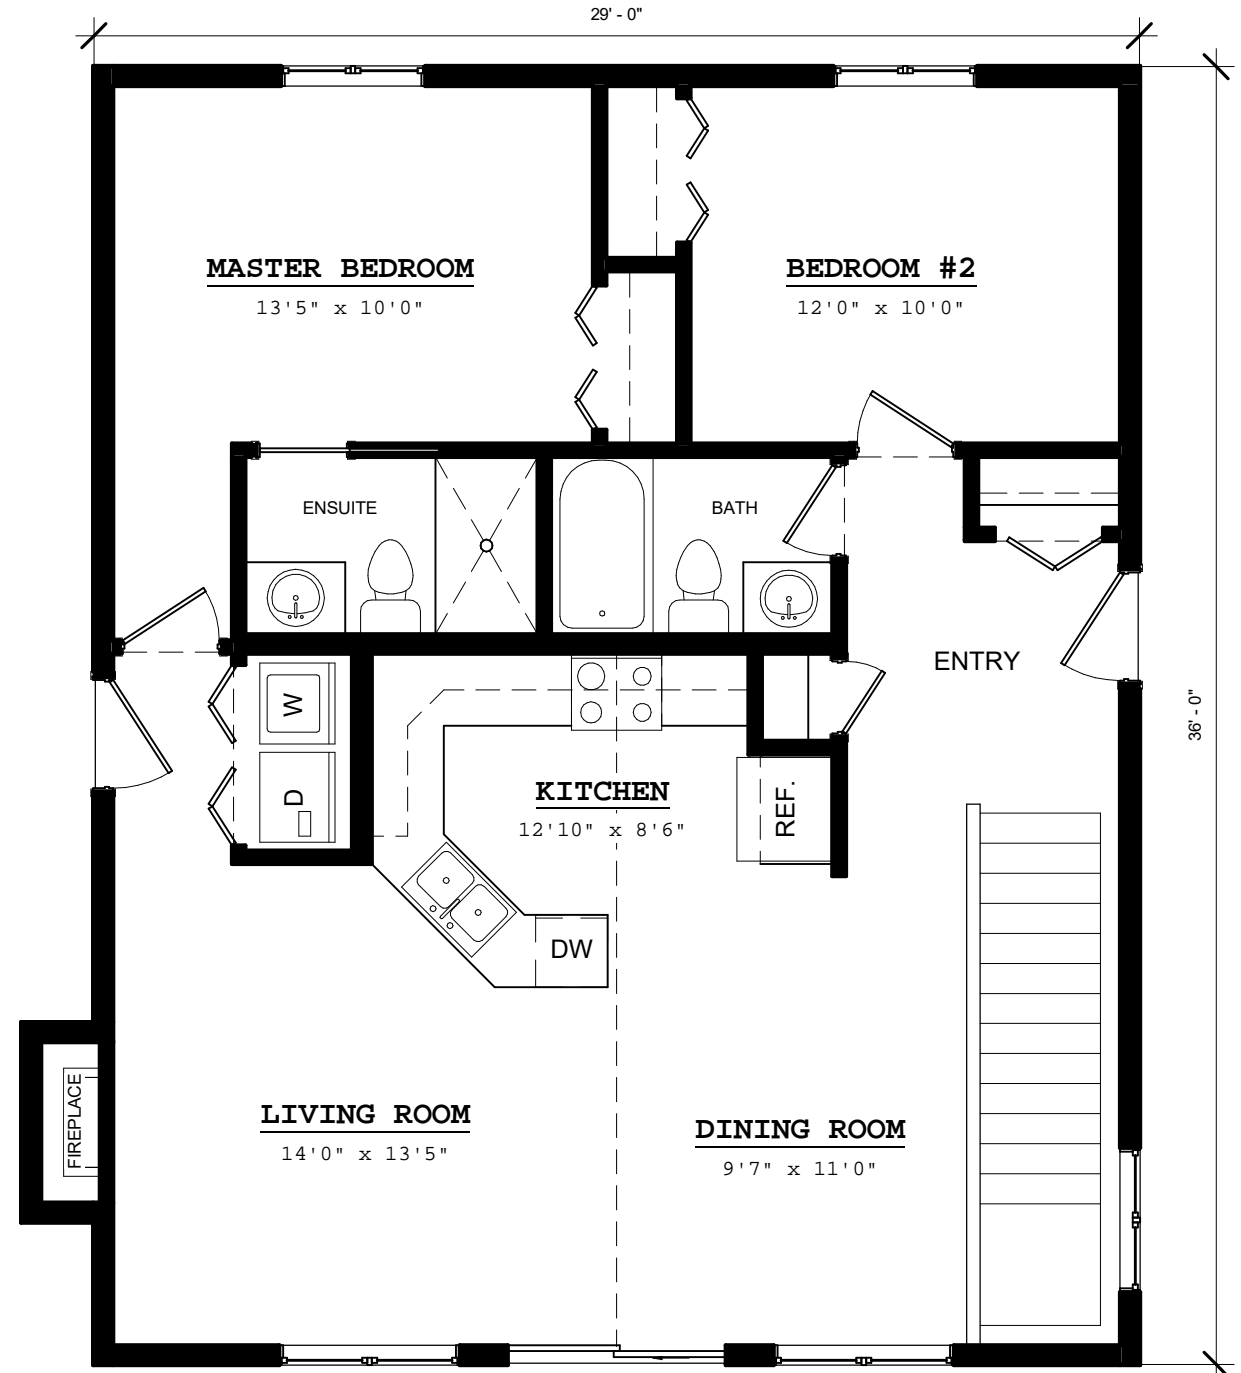 29' - 0"
MASTER BEDROOM
13'5" x 10'0"
BEDROOM #2
12'0" x 10'0"
ENSUITE
BATH
ENTRY
W
D
KITCHEN
12'10" x 8'6"
REF.
36' - 0"
DW
FIREPLACE
LIVING ROOM
14'0" x 13'5"
DINING ROOM
9'7" x 11'0"